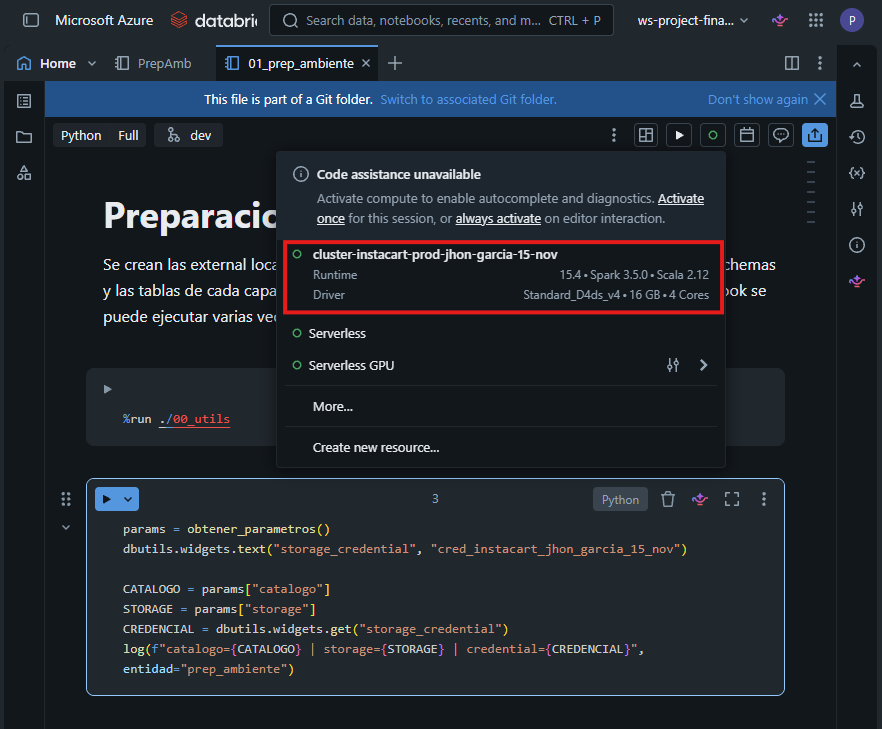 Microsoft Azure databri Search data, notebooks, recents, and m... CTRL + P ws-project-fina... P
Home PrepAmb 01_prep_ambiente
This file is part of a Git folder. Switch to associated Git folder. Don't show again
Python Full dev
Code assistance unavailable
Activate compute to enable autocomplete and diagnostics. Activate
once for this session, or always activate on editor interaction.
Preparacio
cluster-instacart-prod-jhon-garcia-15-nov
Se crean las external loca chemas
Runtime 15.4 • Spark 3.5.0 • Scala 2.12
y las tablas de cada capa ook se
Driver Standard_D4ds_v4 • 16 GB • 4 Cores
puede ejecutar varias vec
Serverless
Serverless GPU
More...
%run ./00_utils
Create new resource...
3 Python
params = obtener_parametros()
dbutils.widgets.text("storage_credential", "cred_instacart_jhon_garcia_15_nov")
CATALOGO = params["catalogo"]
STORAGE = params["storage"]
CREDENCIAL = dbutils.widgets.get("storage_credential")
log(f"catalogo={CATALOGO} | storage={STORAGE} | credential={CREDENCIAL}",
entidad="prep_ambiente")